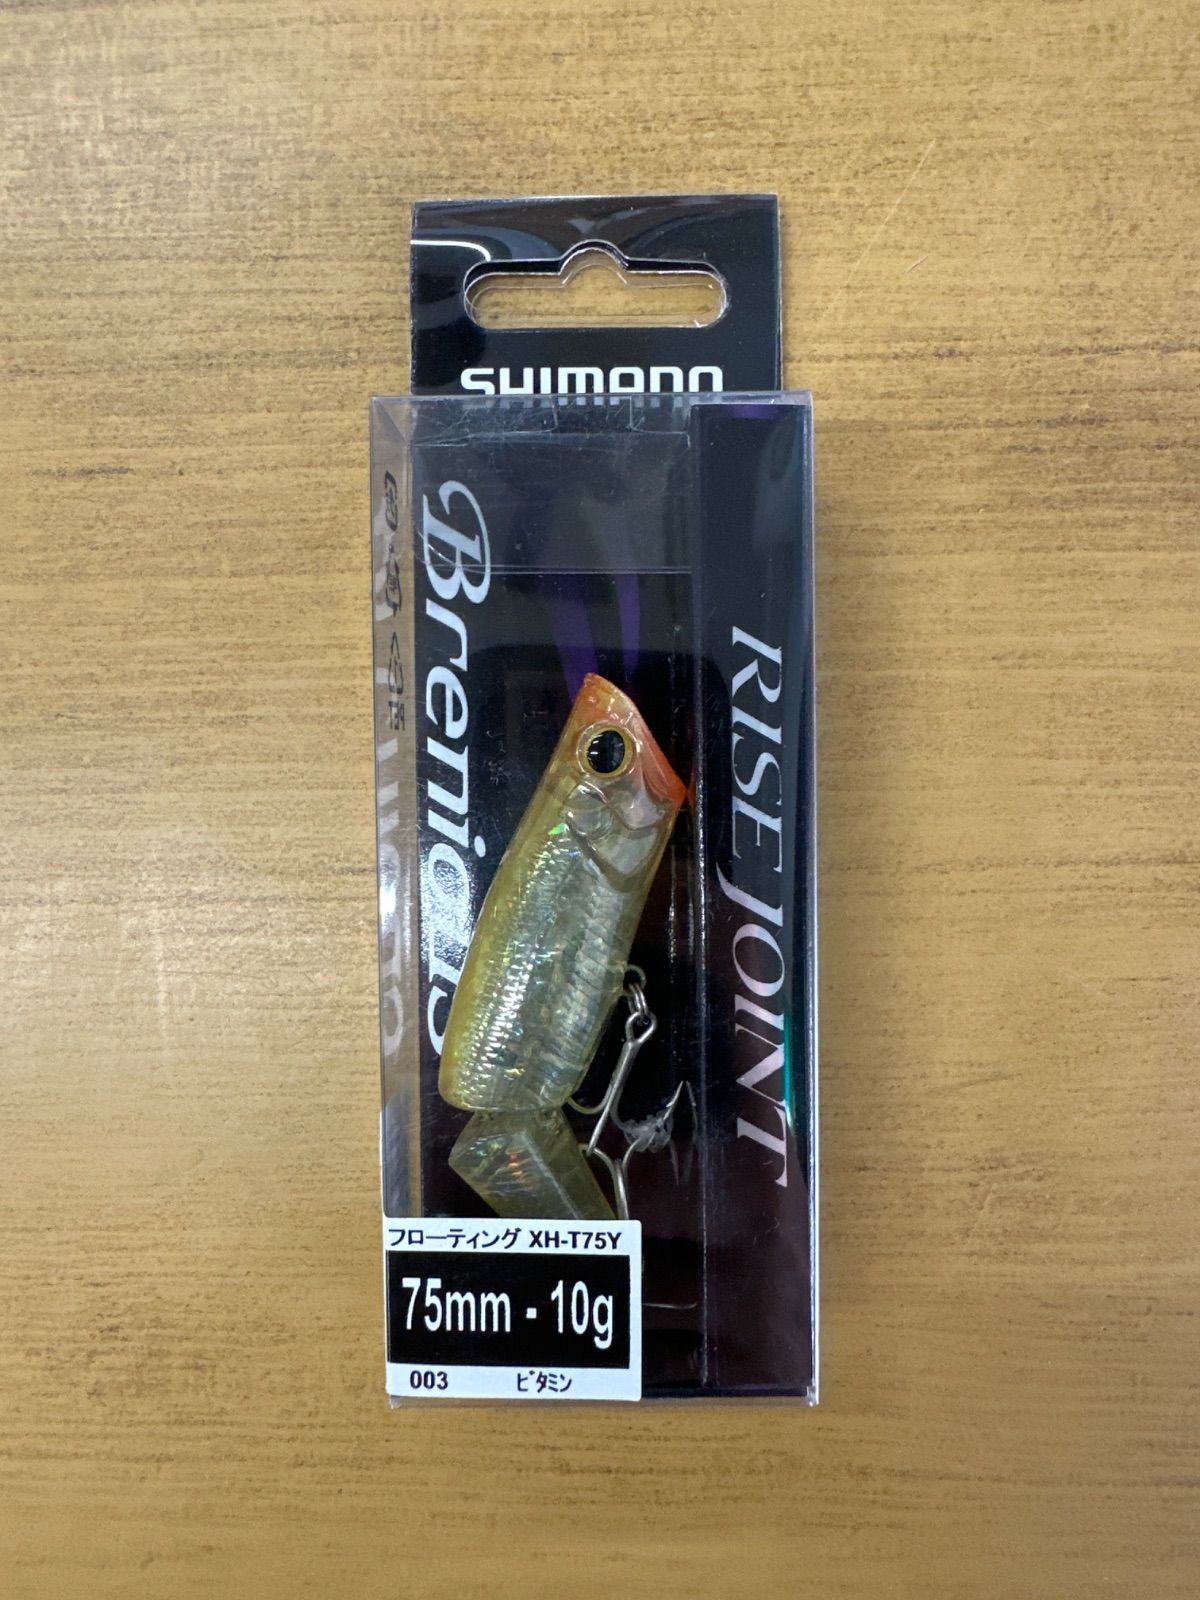 SHIMANO
Brenious
RISE JOINT
フローティング XH-T75Y
75mm - 10g
003 ビタミン